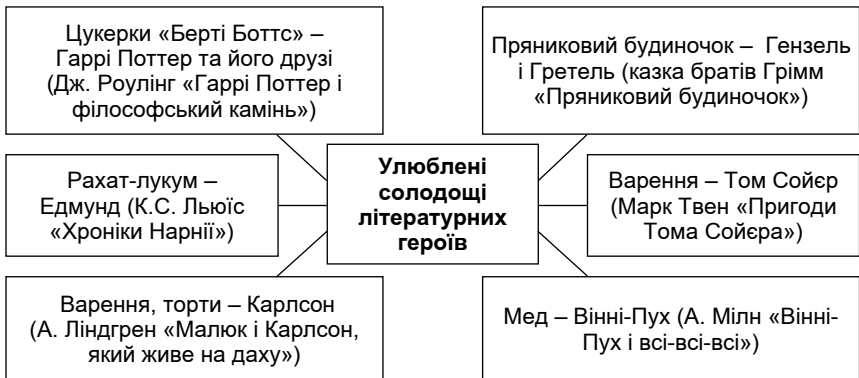 Цукерки «Берті Боттс» –
Гаррі Поттер та його друзі
(Дж. Роулінг «Гаррі Поттер і
філософський камінь»)
Пряниковий будиночок – Гензель
і Гретель (казка братів Грімм
«Пряниковий будиночок»)
Рахат-лукум –
Едмунд (К.С. Льюїс
«Хроніки Нарнії»)
Улюблені
солодощі
літературних
героїв
Варення – Том Сойєр
(Марк Твен «Пригоди
Тома Сойєра»)
Варення, торти – Карлсон
(А. Ліндгрен «Малюк і Карлсон,
який живе на даху»)
Мед – Вінні-Пух (А. Мілн «Вінні-
Пух і всі-всі-всі»)